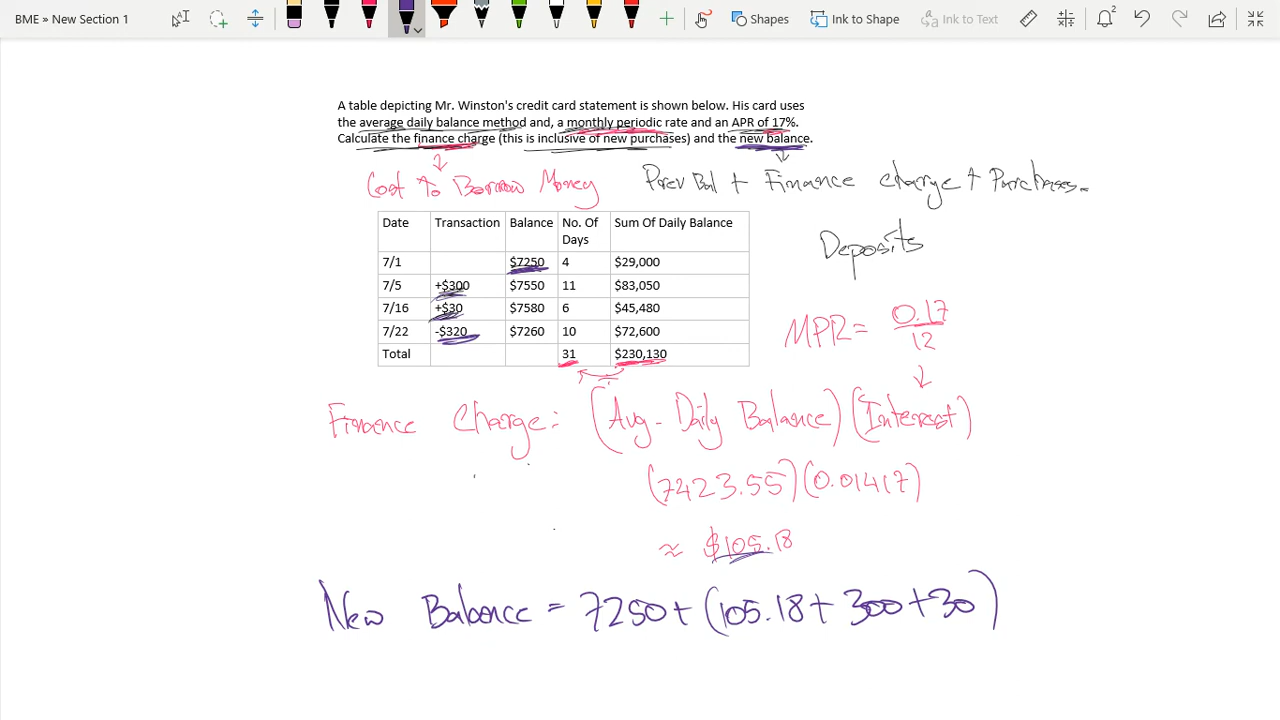 BME » New Section 1
Shapes
Ink to Shape
Ink to Text
2
A table depicting Mr. Winston's credit card statement is shown below. His card uses
the average daily balance method and, a monthly periodic rate and an APR of 17%.
Calculate the finance charge (this is inclusive of new purchases) and the new balance.
Cost To Borrow Money
Prev Bal + Finance charge + Purchases -
Deposits
Date Transaction Balance No. Of Days Sum Of Daily Balance
7/1 $7250 4 $29,000
7/5 +$300 $7550 11 $83,050
7/16 +$30 $7580 6 $45,480
7/22 -$320 $7260 10 $72,600
Total 31 $230,130
MPR = 0.17
12
Finance Charge: (Avg. Daily Balance)(Interest)
(7423.55)(0.01417)
≈ $105.18
New Balance = 7250 + (105.18 + 300 + 30)